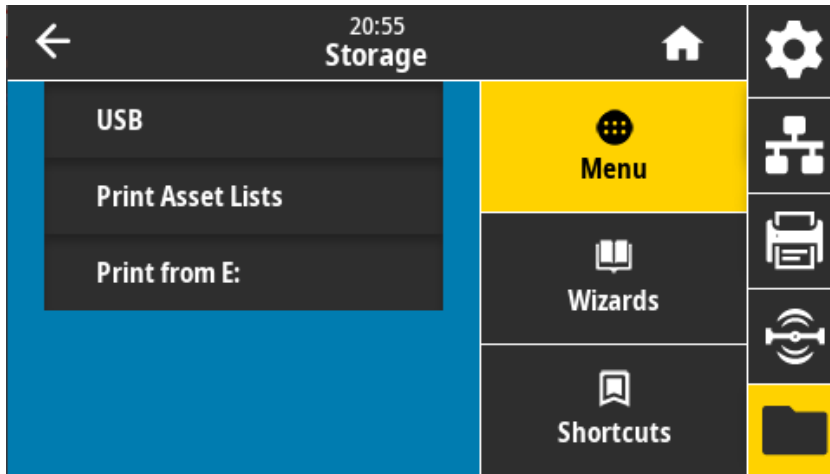 20:55
Storage
USB
Print Asset Lists
Print from E:
Menu
Wizards
Shortcuts